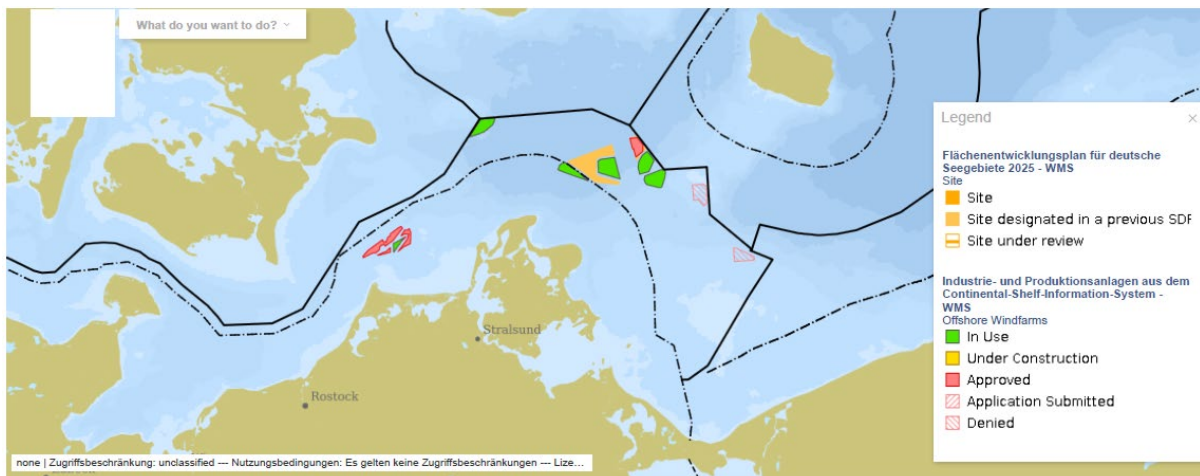 What do you want to do?
Legend
Flächenentwicklungsplan für deutsche
Seegebiete 2025 - WMS
Site
Site
Site designated in a previous SDF
Site under review
Industrie- und Produktionsanlagen aus dem
Continental-Shelf-Information-System -
WMS
Offshore Windfarms
In Use
Under Construction
Approved
Application Submitted
Denied
Stralsund
Rostock
none | Zugriffsbeschränkung: unclassified --- Nutzungsbedingungen: Es gelten keine Zugriffsbeschränkungen --- Lize...